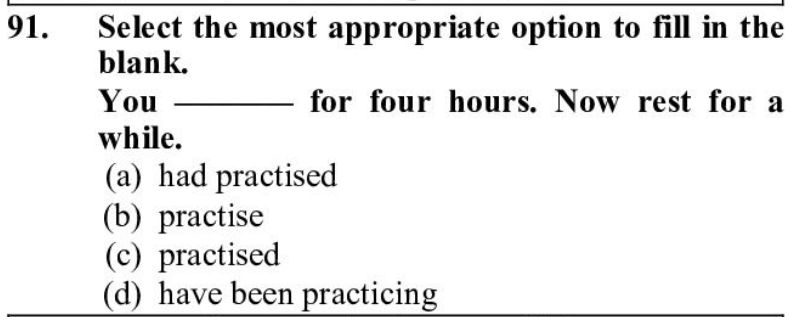 91. Select the most appropriate option to fill in the
blank.
You ———— for four hours. Now rest for a
while.
(a) had practised
(b) practise
(c) practised
(d) have been practicing